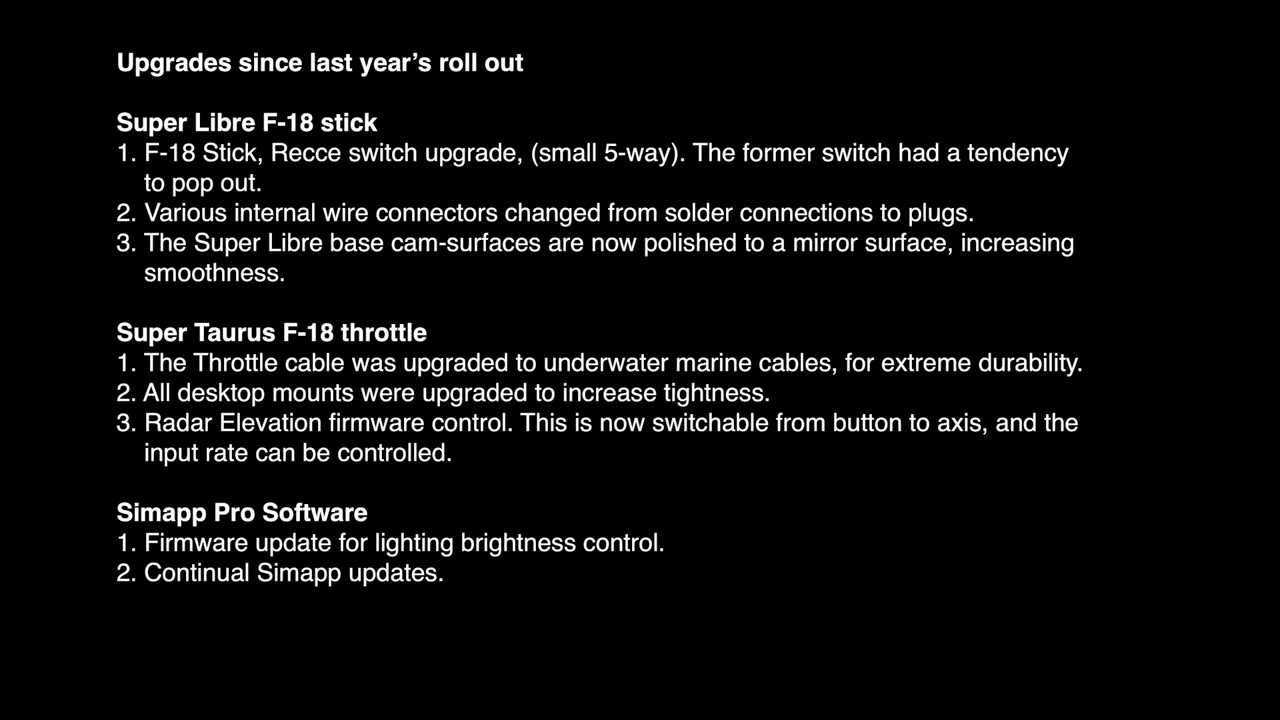 Upgrades since last year’s roll out
Super Libre F-18 stick
1. F-18 Stick, Recce switch upgrade, (small 5-way). The former switch had a tendency
to pop out.
2. Various internal wire connectors changed from solder connections to plugs.
3. The Super Libre base cam-surfaces are now polished to a mirror surface, increasing
smoothness.
Super Taurus F-18 throttle
1. The Throttle cable was upgraded to underwater marine cables, for extreme durability.
2. All desktop mounts were upgraded to increase tightness.
3. Radar Elevation firmware control. This is now switchable from button to axis, and the
input rate can be controlled.
Simapp Pro Software
1. Firmware update for lighting brightness control.
2. Continual Simapp updates.